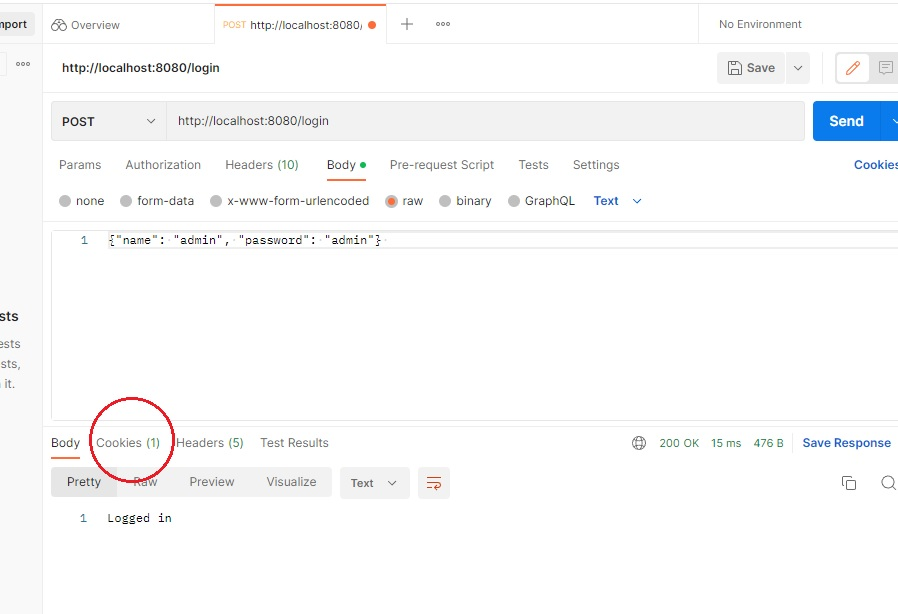 mport
Overview
POST http://localhost:8080/
No Environment
http://localhost:8080/login
Save
POST
http://localhost:8080/login
Send
Params Authorization Headers (10) Body Pre-request Script Tests Settings Cookies
none form-data x-www-form-urlencoded raw binary GraphQL Text
1 {"name": "admin", "password": "admin"}
sts
ests
sts,
it.
Body Cookies (1) Headers (5) Test Results 200 OK 15 ms 476 B Save Response
Pretty Raw Preview Visualize Text
1 Logged in